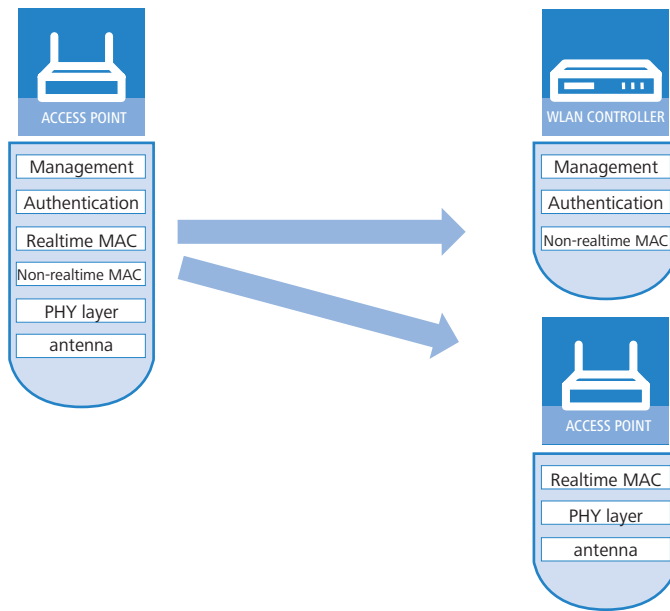 ACCESS POINT
Management
Authentication
Realtime MAC
Non-realtime MAC
PHY layer
antenna
WLAN CONTROLLER
Management
Authentication
Non-realtime MAC
ACCESS POINT
Realtime MAC
PHY layer
antenna